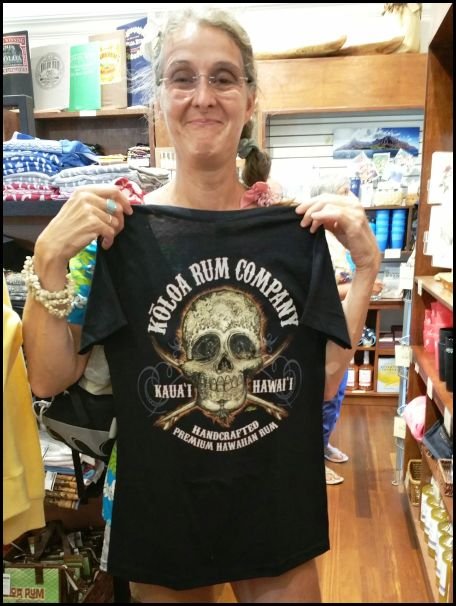 KŌLOA RUM COMPANY
KAUA'I HAWAI'I
HANDCRAFTED
PREMIUM HAWAIIAN RUM